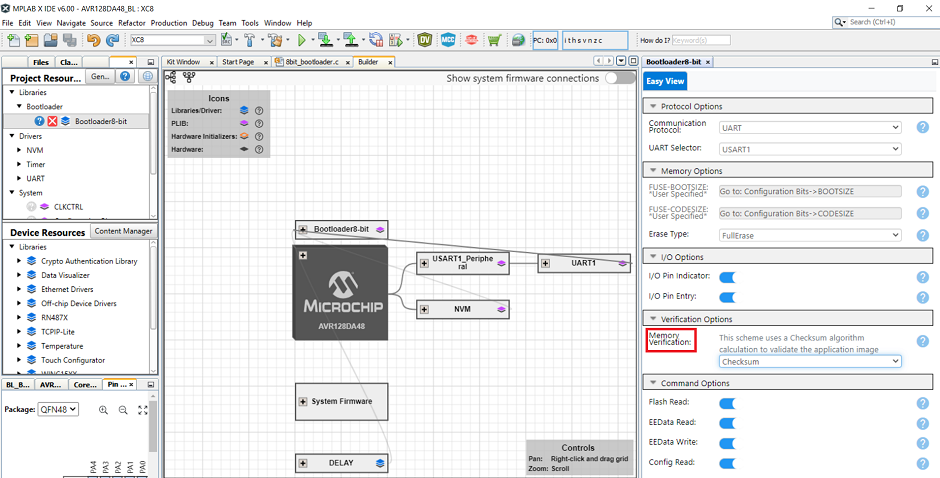 MPLAB X IDE v6.00 - AVR128DA48_BL : XC8
File Edit View Navigate Source Refactor Production Debug Team Tools Window Help
Search (Ctrl+I)
XC8
PC: 0x0
i t h s v n z c
How do I?
Keyword(s)
Files
Cla...
Project Resour...
Gen...
Libraries
Bootloader
Bootloader8-bit
Drivers
NVM
Timer
UART
System
CLKCTRL
Device Resources
Content Manager
Libraries
Crypto Authentication Library
Data Visualizer
Ethernet Drivers
Off-chip Device Drivers
RN487X
TCPIP-Lite
Temperature
Touch Configurator
BL_B...
AVR...
Core...
Pin ...
Package:
QFN48
PA4
PA3
PA2
PA1
PA0
Kit Window
Start Page
8bit_bootloader.c
Builder
Show system firmware connections
Icons
Libraries/Driver:
PLIB:
Hardware Initializers:
Hardware:
Bootloader8-bit
MICROCHIP
AVR128DA48
USART1_Periphe
ral
UART1
NVM
System Firmware
DELAY
Controls
Pan: Right-click and drag grid
Zoom: Scroll
Bootloader8-bit
Easy View
Protocol Options
Communication
Protocol:
UART
UART Selector:
USART1
Memory Options
FUSE-BOOTSIZE:
*User Specified*
Go to: Configuration Bits->BOOTSIZE
FUSE-CODESIZE:
*User Specified*
Go to: Configuration Bits->CODESIZE
Erase Type:
FullErase
I/O Options
I/O Pin Indicator:
I/O Pin Entry:
Verification Options
Memory
Verification:
This scheme uses a Checksum algorithm
calculation to validate the application image
Checksum
Command Options
Flash Read:
EEData Read:
EEData Write:
Config Read: